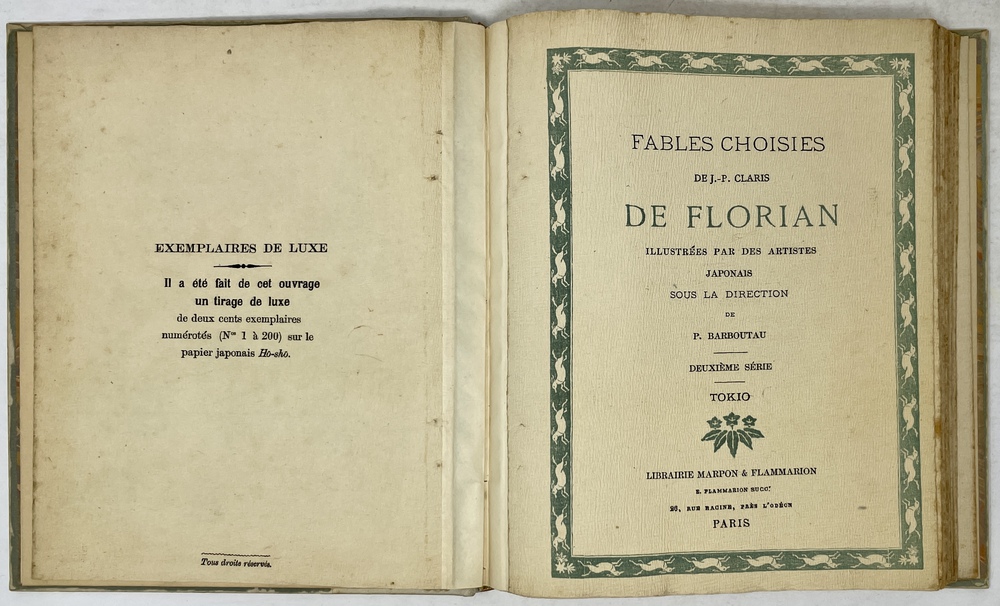 EXEMPLAIRES DE LUXE
Il a été fait de cet ouvrage
un tirage de luxe
de deux cents exemplaires
numérotés (Nos 1 à 200) sur le
papier japonais Ho-sho.
Tous droits réservés.
FABLES CHOISIES
DE J.-P. CLARIS
DE FLORIAN
ILLUSTRÉES PAR DES ARTISTES
JAPONAIS
SOUS LA DIRECTION
DE
P. BARBOUTAU
DEUXIÈME SÉRIE
TOKIO
LIBRAIRIE MARPON & FLAMMARION
E. FLAMMARION SUCCr
26, RUE RACINE, PRÈS L'ODÉON
PARIS